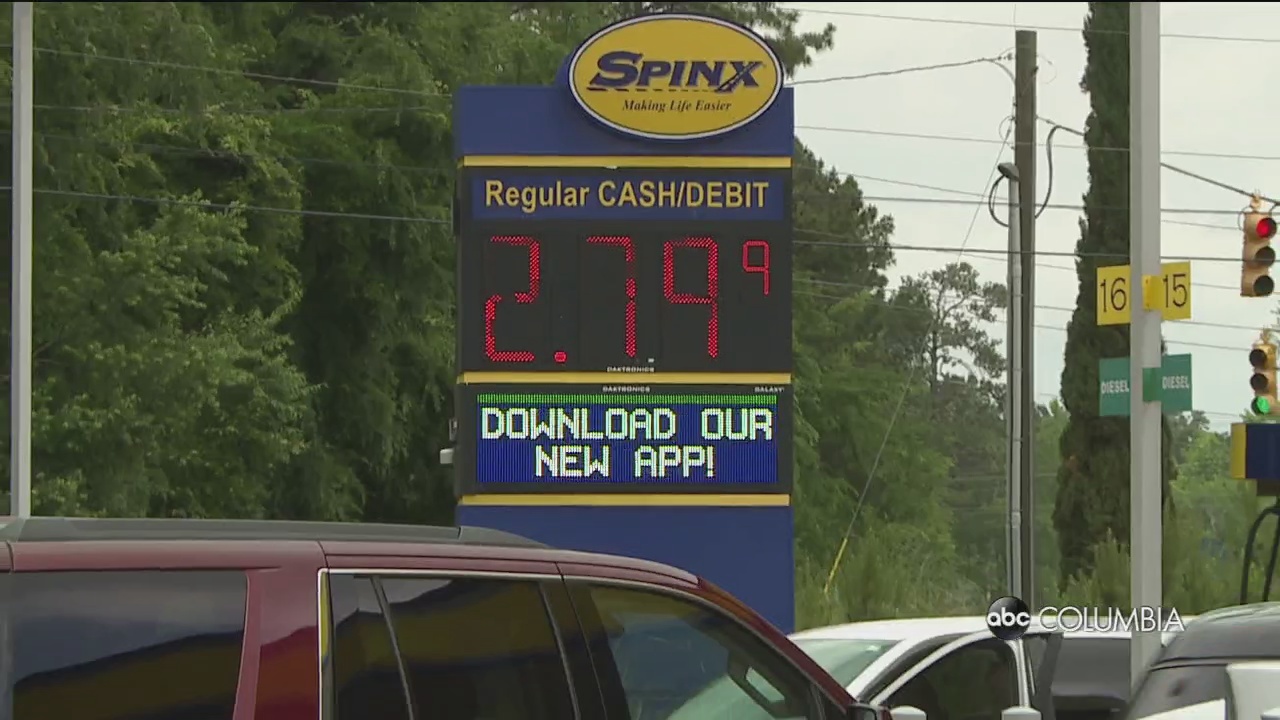 SPINX
Making Life Easier
Regular CASH/DEBIT
2.79 9
DAKTRONICS
DAKTRONICS GALAXY
DOWNLOAD OUR
NEW APP!
16 15
DIESEL DIESEL
abc COLUMBIA